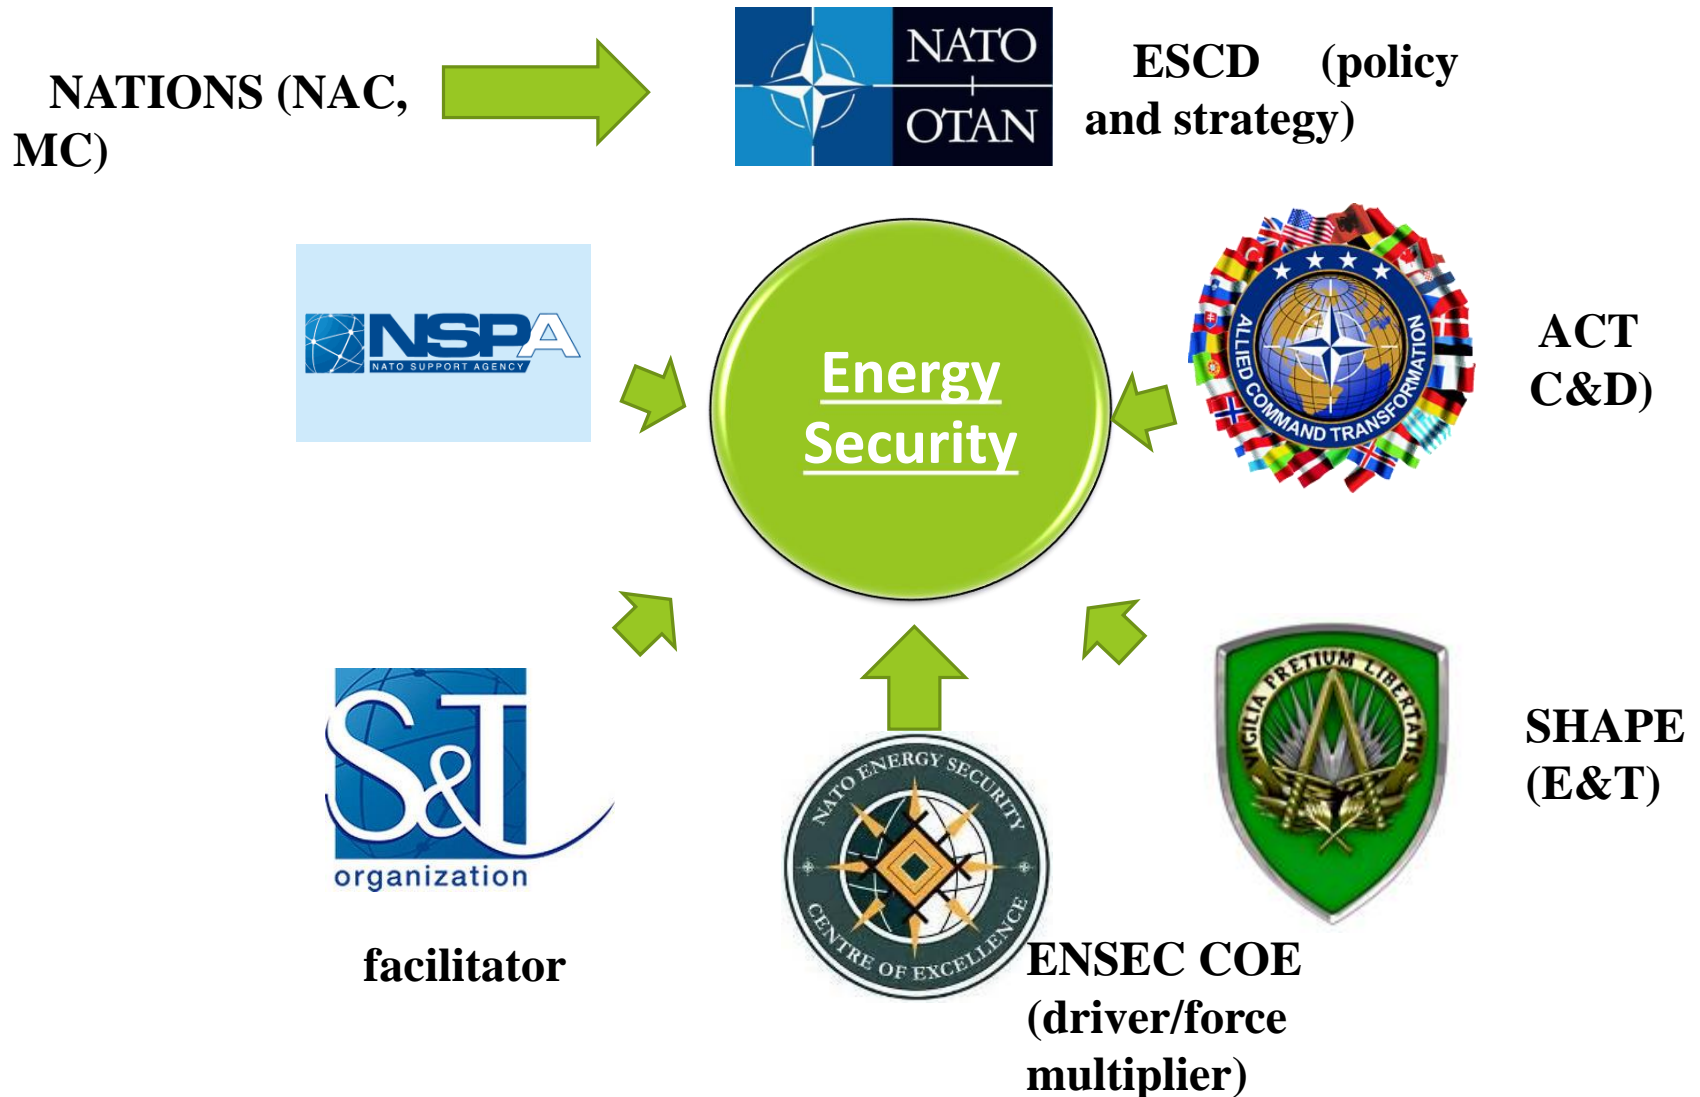 NATIONS (NAC,
MC)
NATO
OTAN
ESCD (policy
and strategy)
NSPA
NATO SUPPORT AGENCY
Energy
Security
ALLIED COMMAND TRANSFORMATION
ACT
C&D)
S&T
organization
facilitator
NATO ENERGY SECURITY
CENTRE OF EXCELLENCE
ENSEC COE
(driver/force
multiplier)
VIGILIA PRETIUM LIBERTATIS
SHAPE
(E&T)